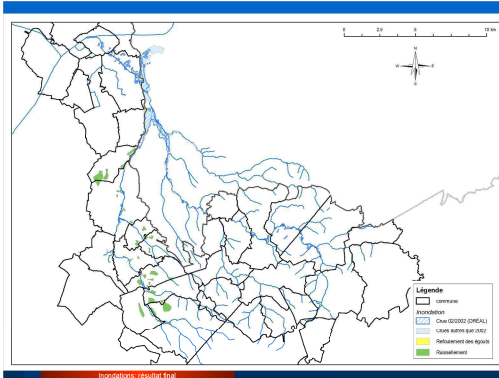 0 2.5 10 km
N
W E
S
Légende
commune
Inondation
Crue 02/2002 (DREAL)
Crues autres que 2002
Refoulement des égouts
Ruissellement
Inondations: résultat final